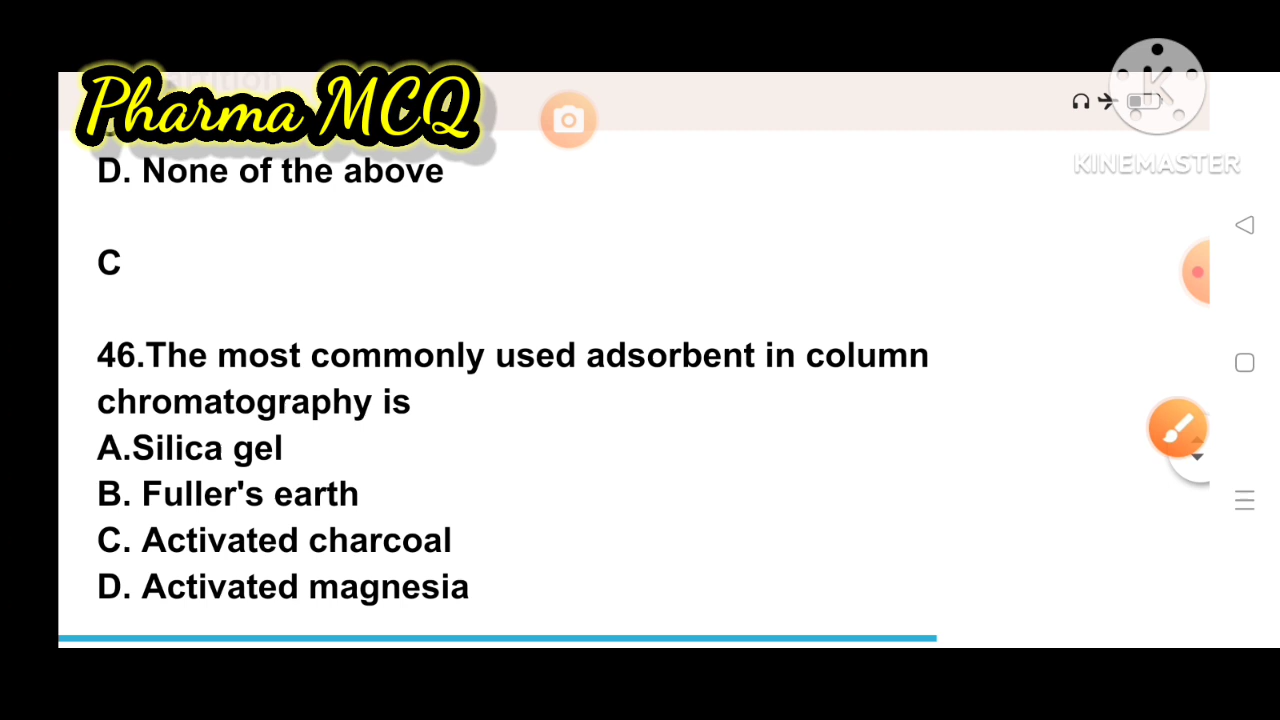 Pharma MCQ
KINEMASTER
D. None of the above
C
46.The most commonly used adsorbent in column
chromatography is
A.Silica gel
B. Fuller's earth
C. Activated charcoal
D. Activated magnesia